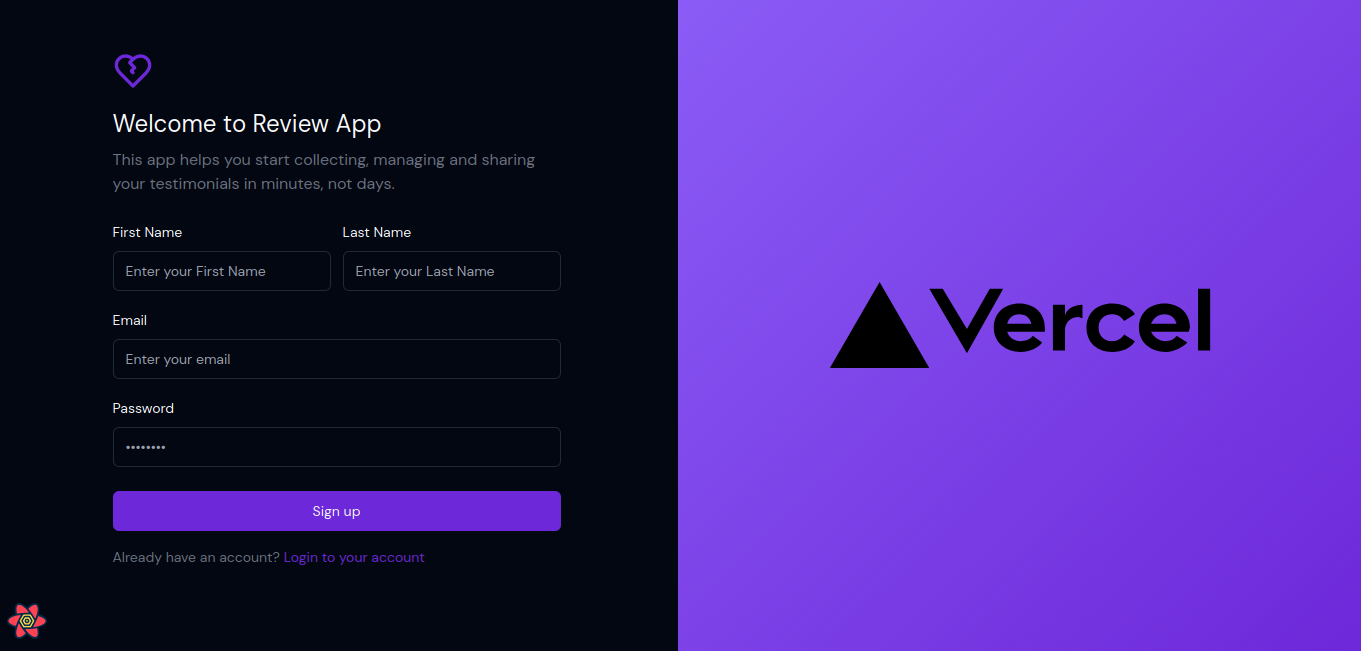 Welcome to Review App
This app helps you start collecting, managing and sharing
your testimonials in minutes, not days.
First Name
Last Name
Enter your First Name
Enter your Last Name
Email
Enter your email
Password
••••••••
Sign up
Already have an account? Login to your account
Vercel